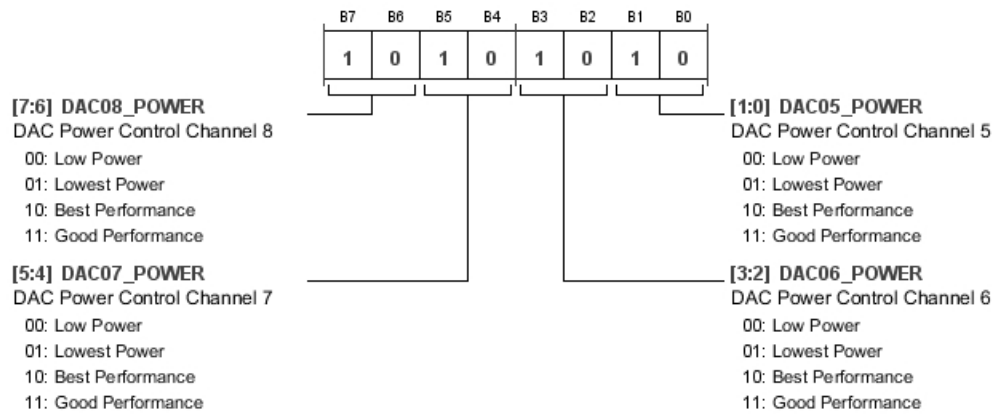 B7 B6 B5 B4 B3 B2 B1 B0
1 0 1 0 1 0 1 0
[7:6] DAC08_POWER
DAC Power Control Channel 8
00: Low Power
01: Lowest Power
10: Best Performance
11: Good Performance
[5:4] DAC07_POWER
DAC Power Control Channel 7
00: Low Power
01: Lowest Power
10: Best Performance
11: Good Performance
[1:0] DAC05_POWER
DAC Power Control Channel 5
00: Low Power
01: Lowest Power
10: Best Performance
11: Good Performance
[3:2] DAC06_POWER
DAC Power Control Channel 6
00: Low Power
01: Lowest Power
10: Best Performance
11: Good Performance